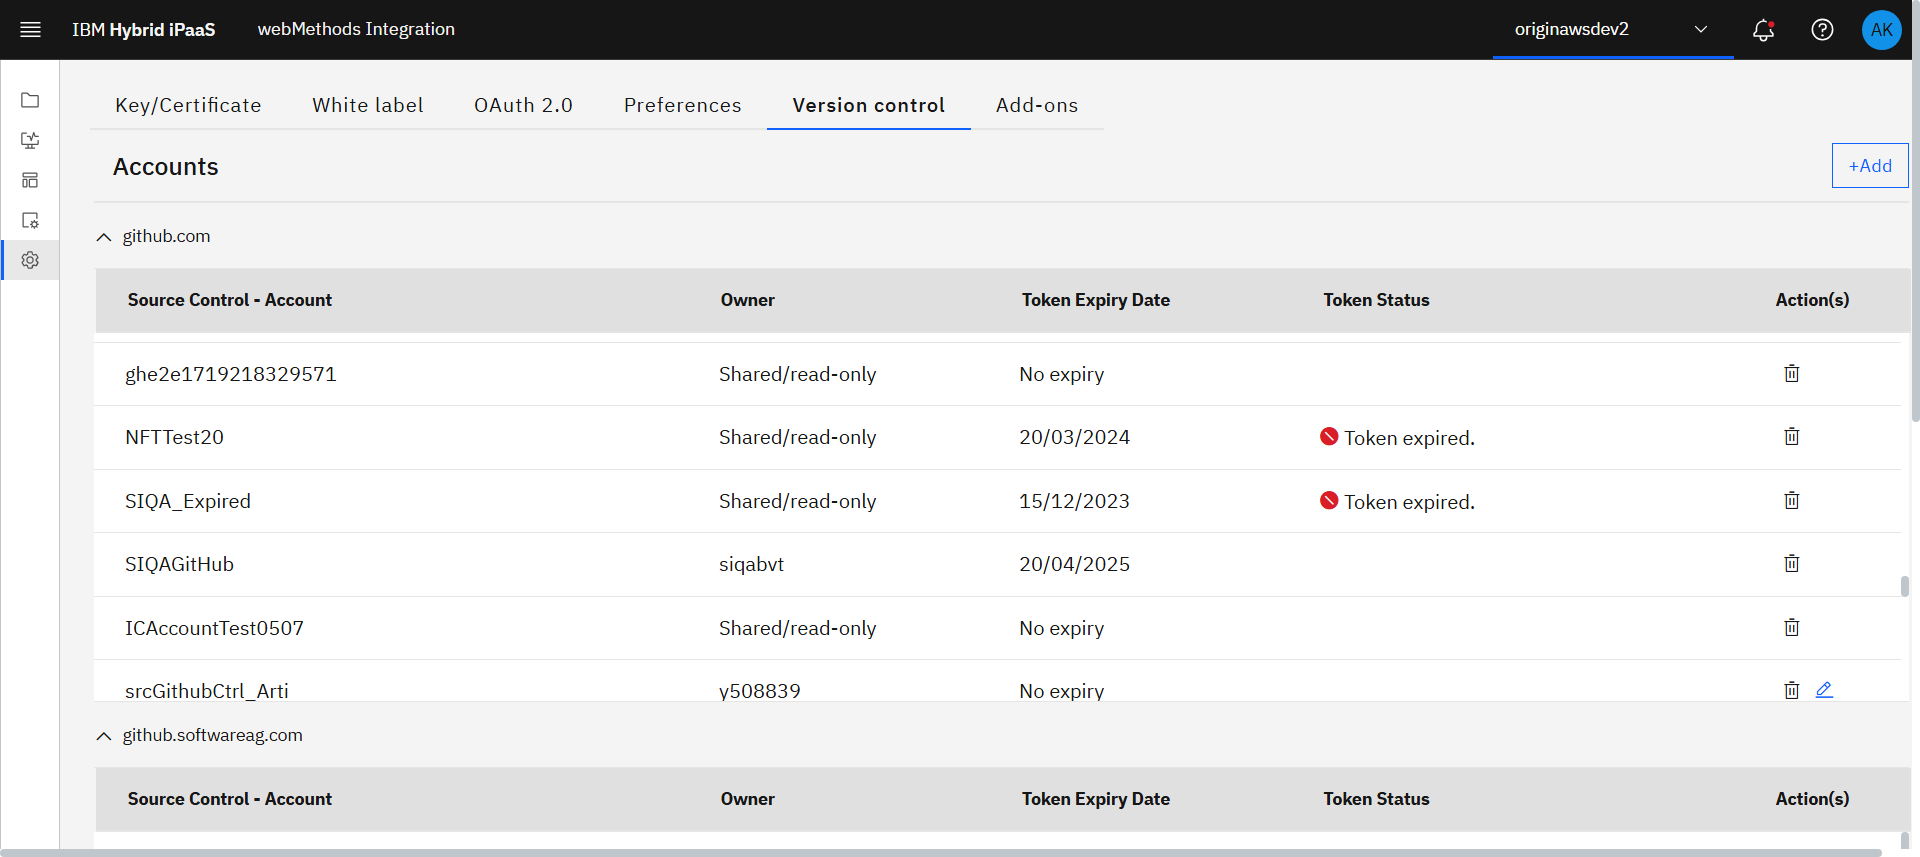 IBM Hybrid iPaaS webMethods Integration originawsdev2 AK
Key/Certificate White label OAuth 2.0 Preferences Version control Add-ons
Accounts +Add
github.com
Source Control - Account Owner Token Expiry Date Token Status Action(s)
ghe2e1719218329571 Shared/read-only No expiry
NFTTest20 Shared/read-only 20/03/2024 Token expired.
SIQA_Expired Shared/read-only 15/12/2023 Token expired.
SIQAGitHub siqabvt 20/04/2025
ICAccountTest0507 Shared/read-only No expiry
srcGithubCtrl_Arti y508839 No expiry
github.softwareag.com
Source Control - Account Owner Token Expiry Date Token Status Action(s)